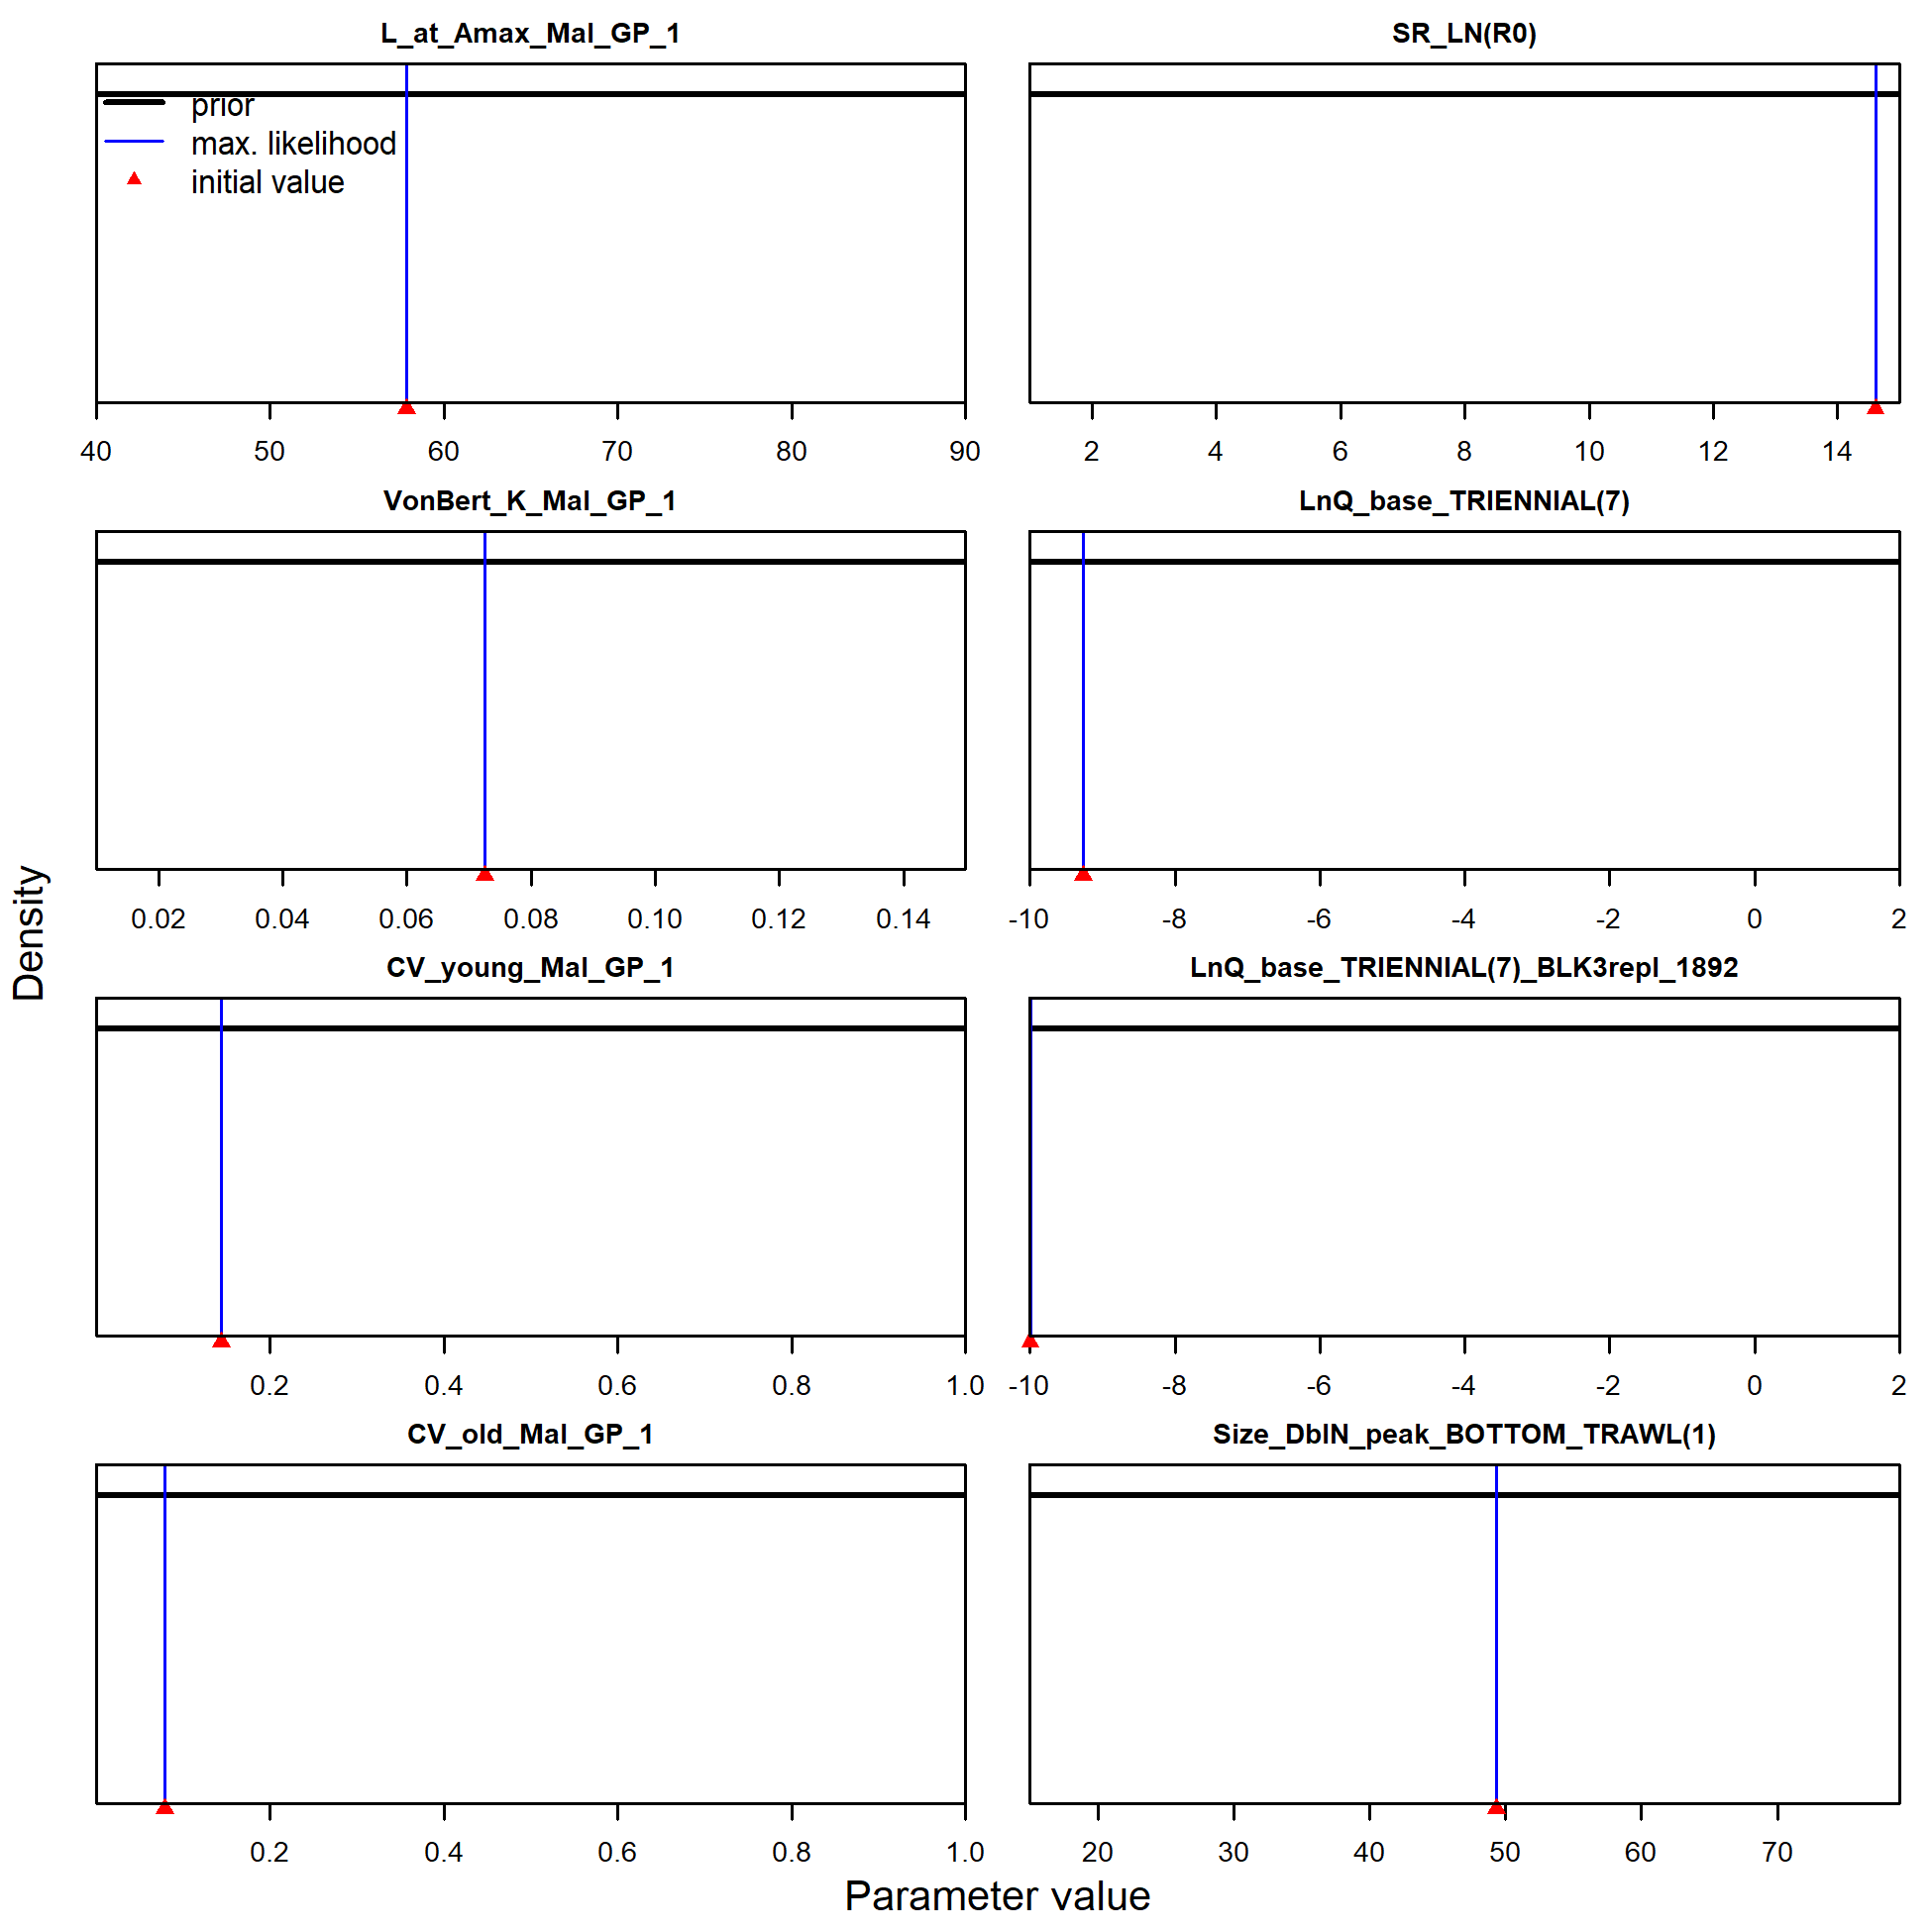 L_at_Amax_Mal_GP_1
prior
max. likelihood
initial value
40 50 60 70 80 90
SR_LN(R0)
2 4 6 8 10 12 14
VonBert_K_Mal_GP_1
0.02 0.04 0.06 0.08 0.10 0.12 0.14
LnQ_base_TRIENNIAL(7)
-10 -8 -6 -4 -2 0 2
CV_young_Mal_GP_1
0.2 0.4 0.6 0.8 1.0
LnQ_base_TRIENNIAL(7)_BLK3repl_1892
-10 -8 -6 -4 -2 0 2
CV_old_Mal_GP_1
0.2 0.4 0.6 0.8 1.0
Size_DblN_peak_BOTTOM_TRAWL(1)
20 30 40 50 60 70
Density
Parameter value